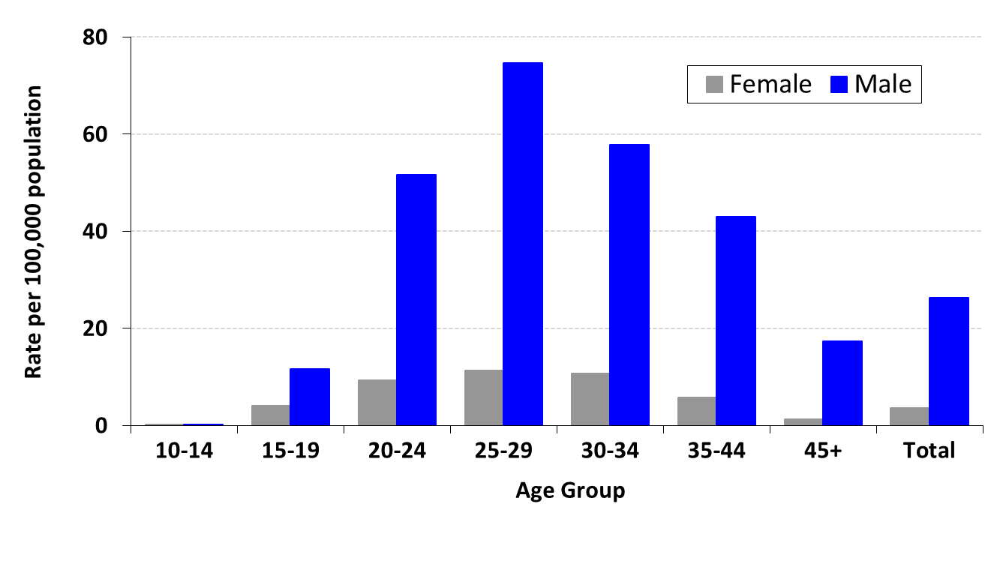 80
60
40
20
0
Rate per 100,000 population
Female Male
10-14 15-19 20-24 25-29 30-34 35-44 45+ Total
Age Group